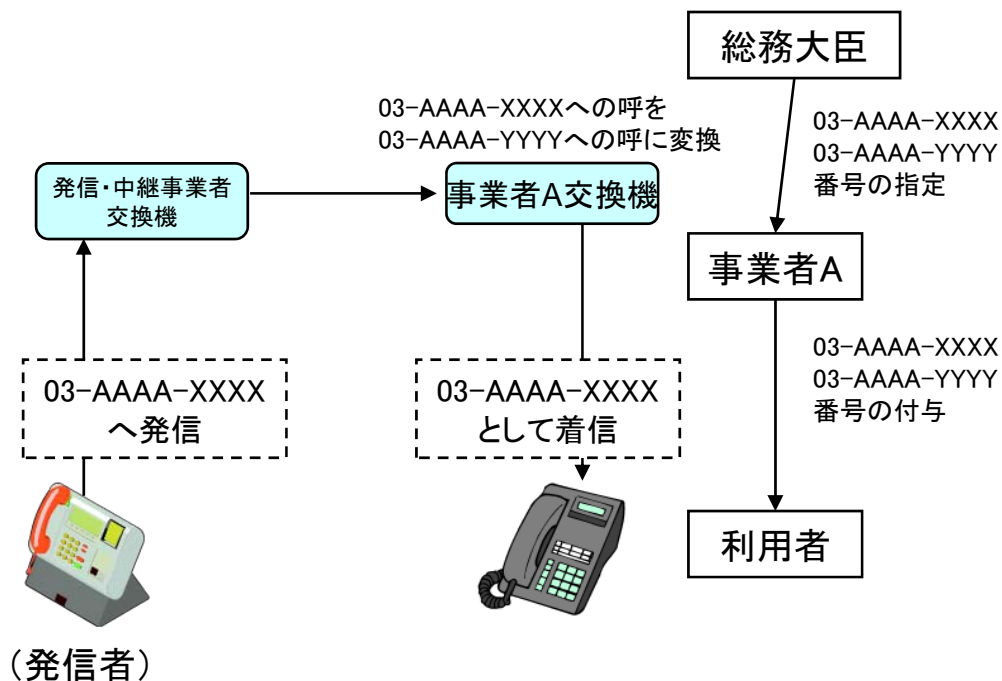 総務大臣
03-AAAA-XXXXへの呼を
03-AAAA-YYYYへの呼に変換
03-AAAA-XXXX
03-AAAA-YYYY
番号の指定
発信・中継事業者
交換機
事業者A交換機
事業者A
03-AAAA-XXXX
へ発信
03-AAAA-XXXX
として着信
03-AAAA-XXXX
03-AAAA-YYYY
番号の付与
利用者
(発信者)